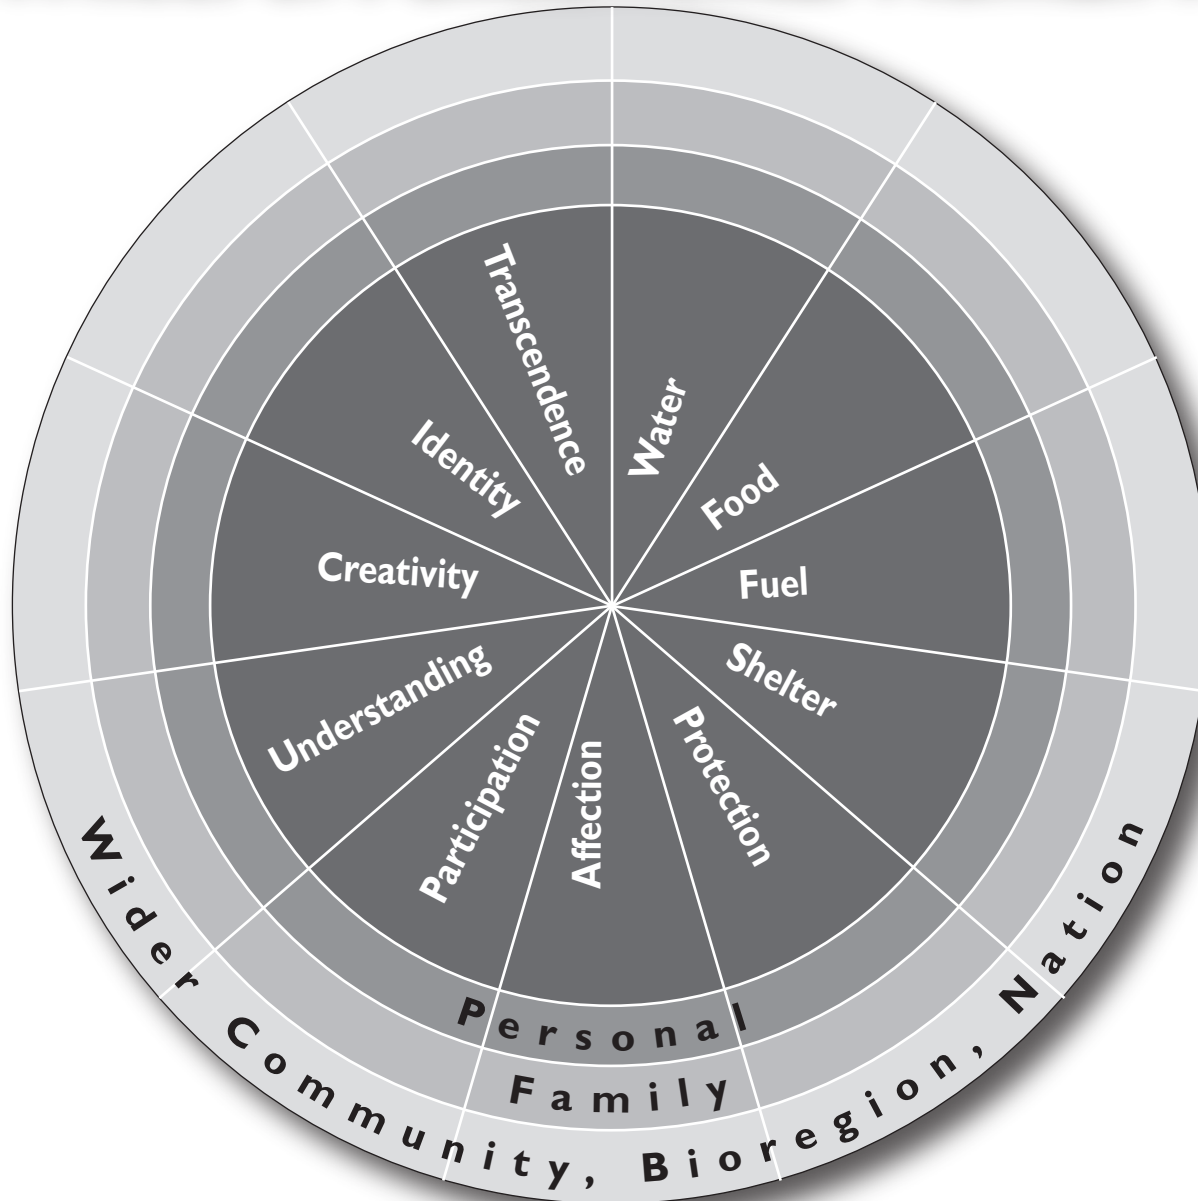 Transcendence
Water
Identity
Food
Creativity
Fuel
Understanding
Shelter
Participation
Affection
Protection
Personal
Family
Wider Community, Bioregion, Nation